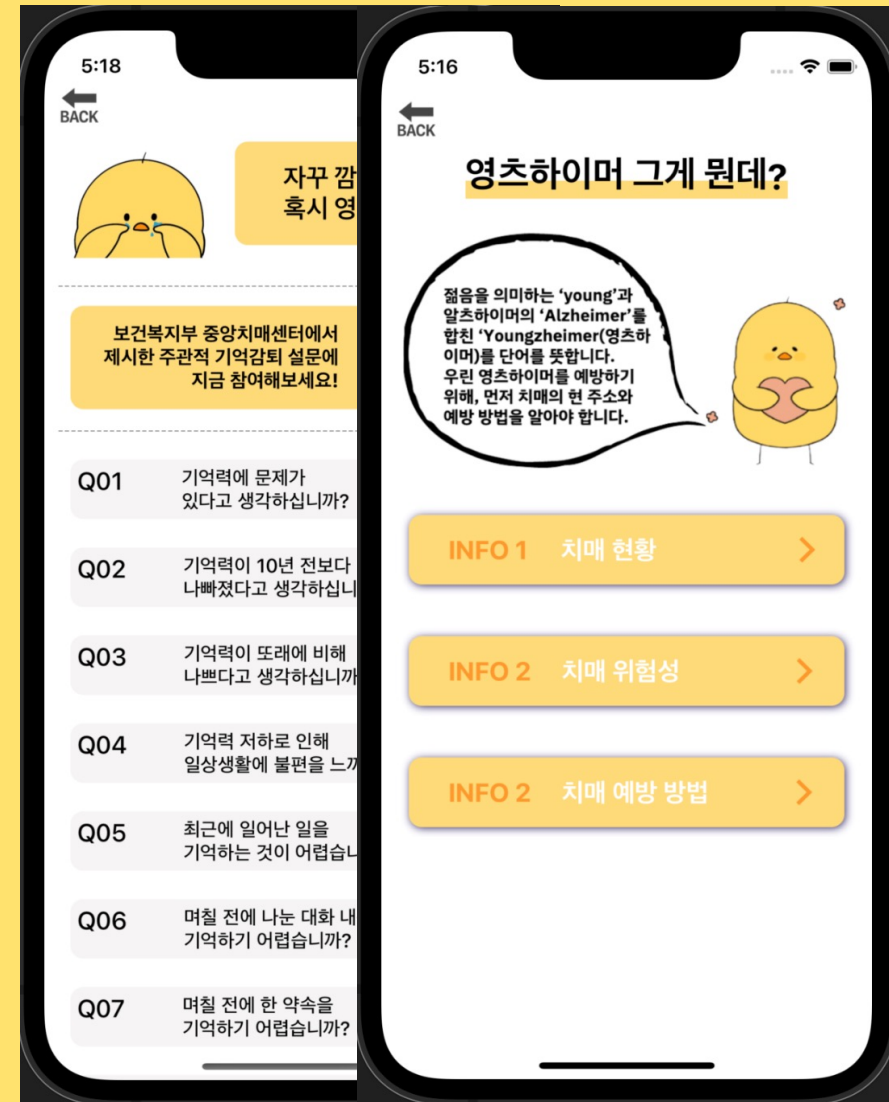 5:18
BACK
자꾸 깜
혹시 영
보건복지부 중앙치매센터에서
제시한 주관적 기억감퇴 설문에
지금 참여해보세요!
Q01
기억력에 문제가
있다고 생각하십니까?
Q02
기억력이 10년 전보다
나빠졌다고 생각하십니
Q03
기억력이 또래에 비해
나쁘다고 생각하십니까
Q04
기억력 저하로 인해
일상생활에 불편을 느끼
Q05
최근에 일어난 일을
기억하는 것이 어렵습니
Q06
며칠 전에 나눈 대화 내
기억하기 어렵습니까?
Q07
며칠 전에 한 약속을
기억하기 어렵습니까?
5:16
BACK
영츠하이머 그게 뭔데?
젊음을 의미하는 ‘young’과
알츠하이머의 ‘Alzheimer’를
합친 ‘Youngzheimer(영츠하
이머)를 단어를 뜻합니다.
우린 영츠하이머를 예방하기
위해, 먼저 치매의 현 주소와
예방 방법을 알아야 합니다.
INFO 1 치매 현황
INFO 2 치매 위험성
INFO 2 치매 예방 방법